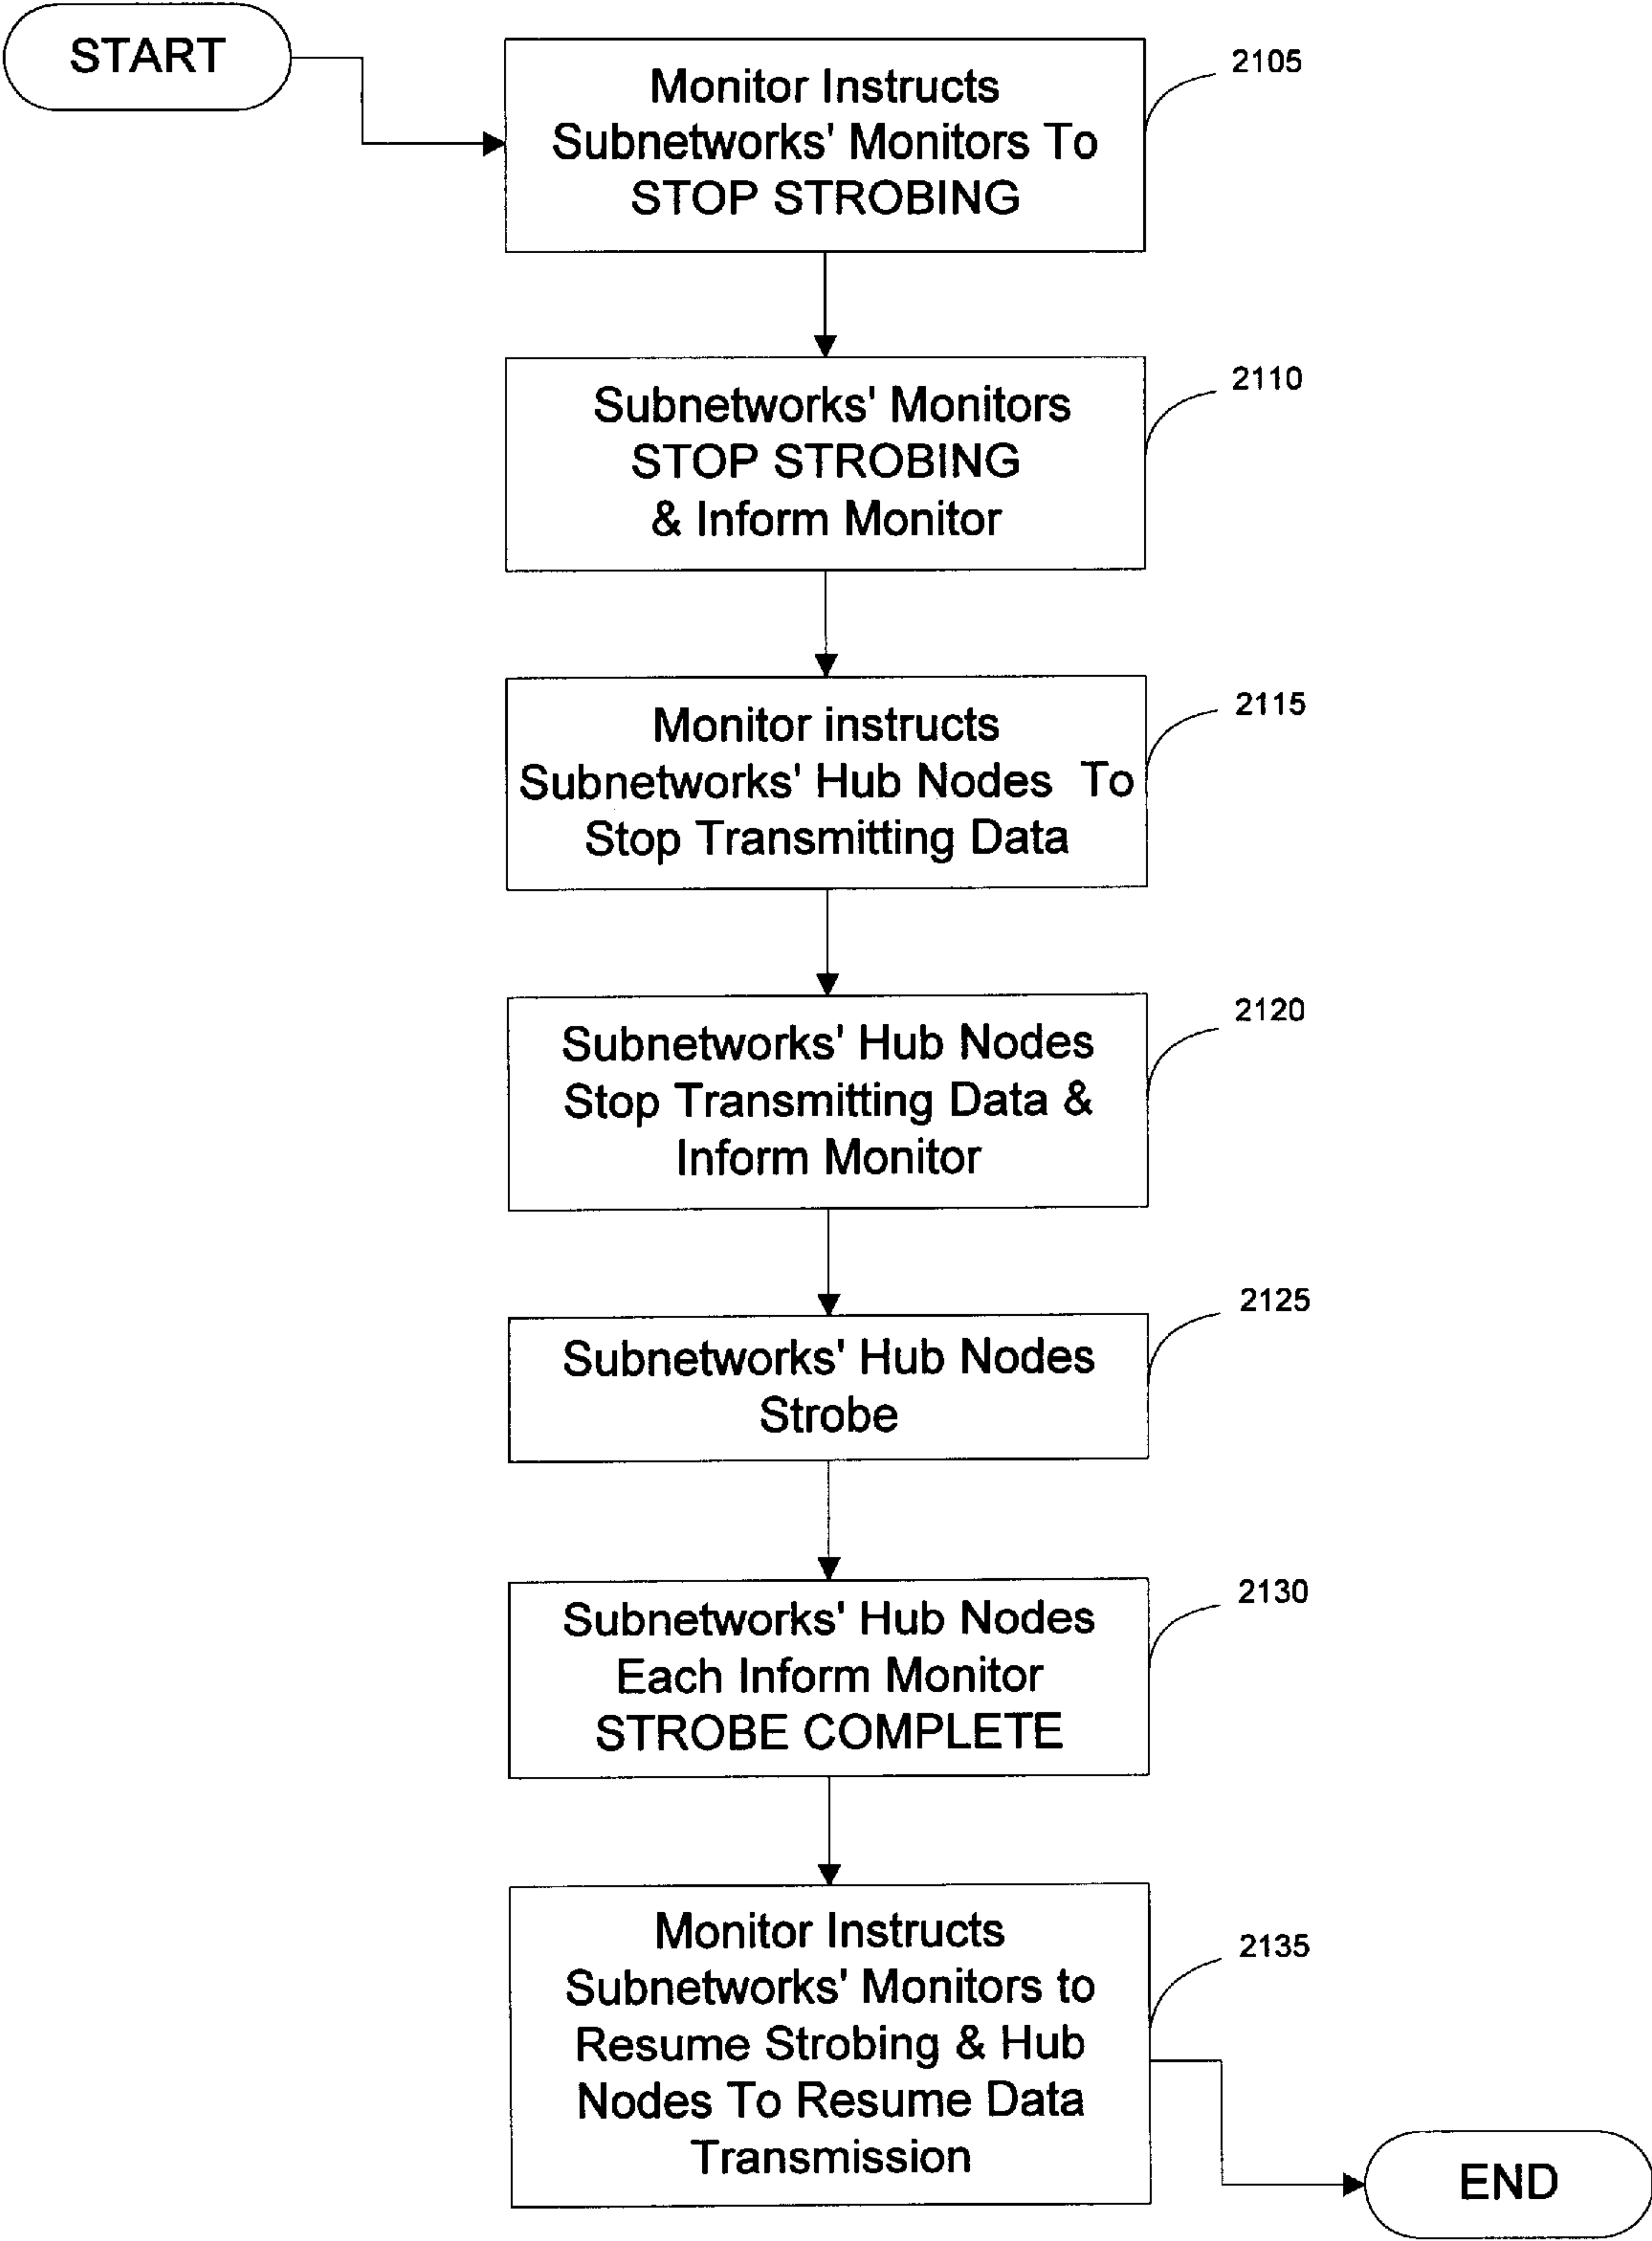 START
Monitor Instructs
Subnetworks' Monitors To
STOP STROBING
2105
Subnetworks' Monitors
STOP STROBING
& Inform Monitor
2110
Monitor instructs
Subnetworks' Hub Nodes To
Stop Transmitting Data
2115
Subnetworks' Hub Nodes
Stop Transmitting Data &
Inform Monitor
2120
Subnetworks' Hub Nodes
Strobe
2125
Subnetworks' Hub Nodes
Each Inform Monitor
STROBE COMPLETE
2130
Monitor Instructs
Subnetworks' Monitors to
Resume Strobing & Hub
Nodes To Resume Data
Transmission
2135
END